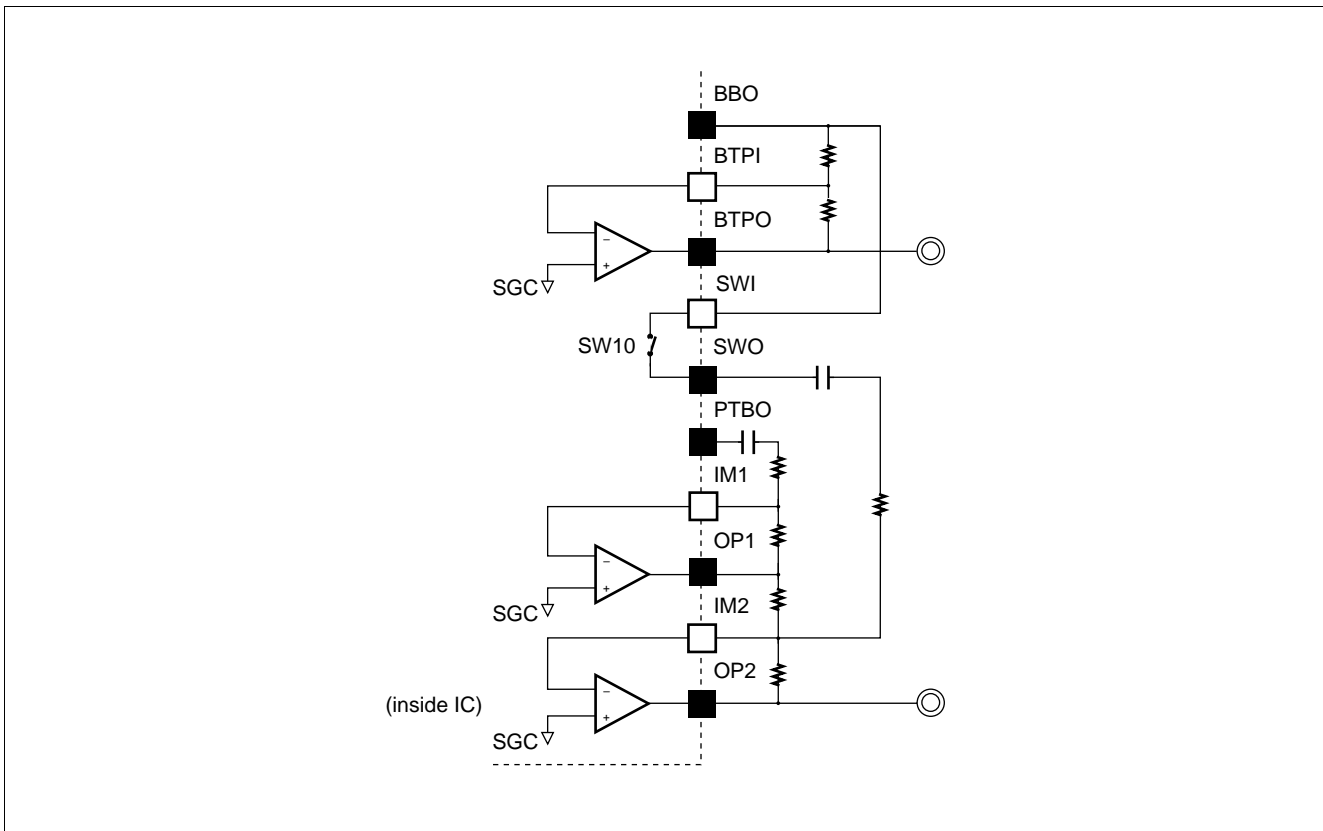 BBO
BTPI
BTPO
SGC
SWI
SW10
SWO
PTBO
IM1
OP1
SGC
IM2
OP2
(inside IC)
SGC
−
+
−
+
−
+